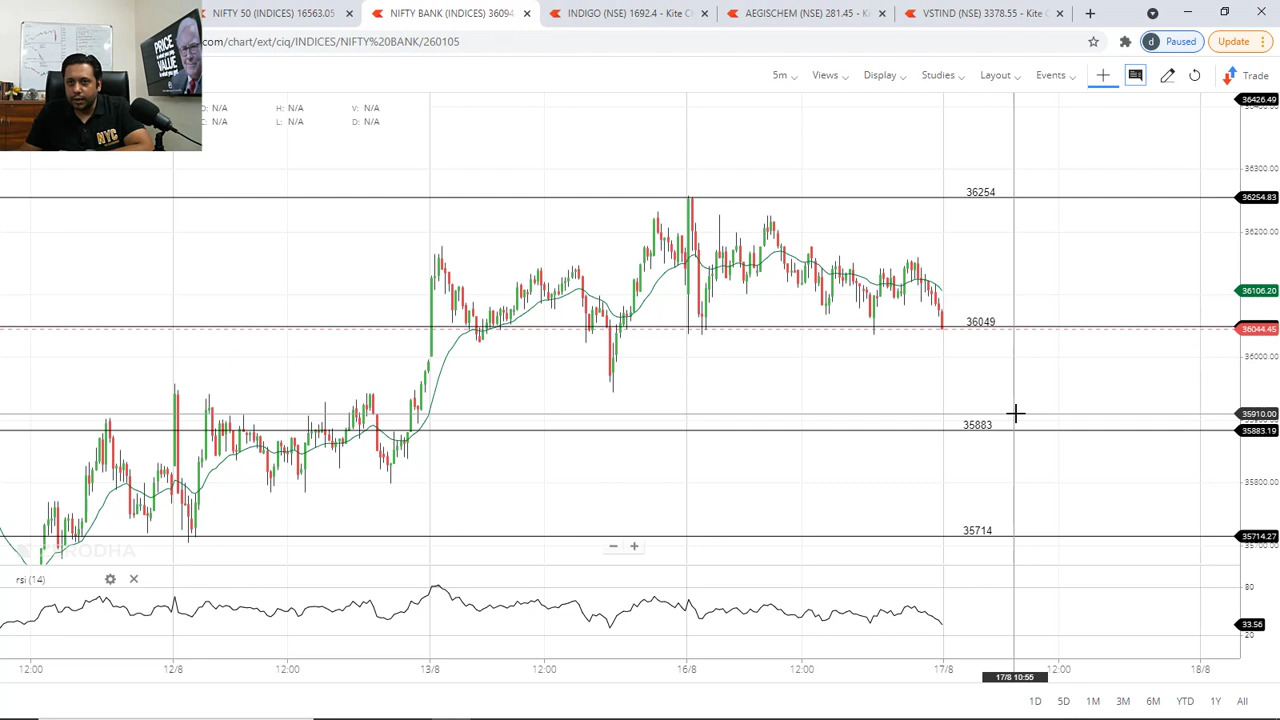 NIFTY 50 (INDICES) 16563.05 ×
NIFTY BANK (INDICES) 3604 ×
INDIGO (NSE) 1692.4 - Kite C ×
(NSE) 281.45 - Kite ×
VSTIND (NSE) 3378.55 - Kite ×
PRICE
VALUE
NYC
/ciq/INDICES/NIFTY%20BANK/260105
d Paused
Update
5m
Views
Display
Studies
Layout
Events
Trade
N/A H: N/A V: N/A
C: N/A L: N/A D: N/A
36426.49
36300.00
36254 36254.83
36200.00
36106.20
36049
36044.45
36000.00
35910.00
35883 35883.19
35800.00
35714 35714.27
ZERODHA
rsi (14)
80
33.56
20
12:00 12/8 12:00 13/8 12:00 16/8 12:00 17/8 12:00 18/8
17/8 10:55
1D 5D 1M 3M 6M YTD 1Y All